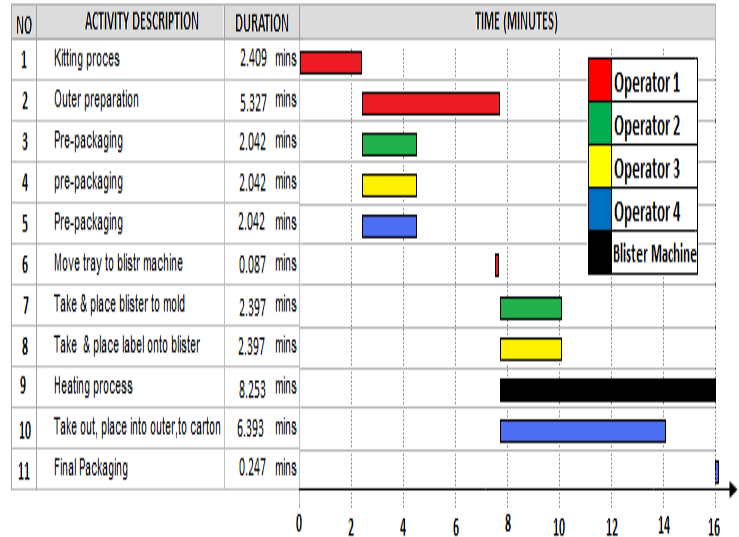 NO ACTIVITY DESCRIPTION DURATION TIME (MINUTES)
1 Kitting proces 2.409 mins
2 Outer preparation 5.327 mins
3 Pre-packaging 2.042 mins
4 pre-packaging 2.042 mins
5 Pre-packaging 2.042 mins
6 Move tray to blistr machine 0.087 mins
7 Take & place blister to mold 2.397 mins
8 Take & place label onto blister 2.397 mins
9 Heating process 8.253 mins
10 Take out, place into outer,to carton 6.393 mins
11 Final Packaging 0.247 mins
Operator 1
Operator 2
Operator 3
Operator 4
Blister Machine
0 2 4 6 8 10 12 14 16